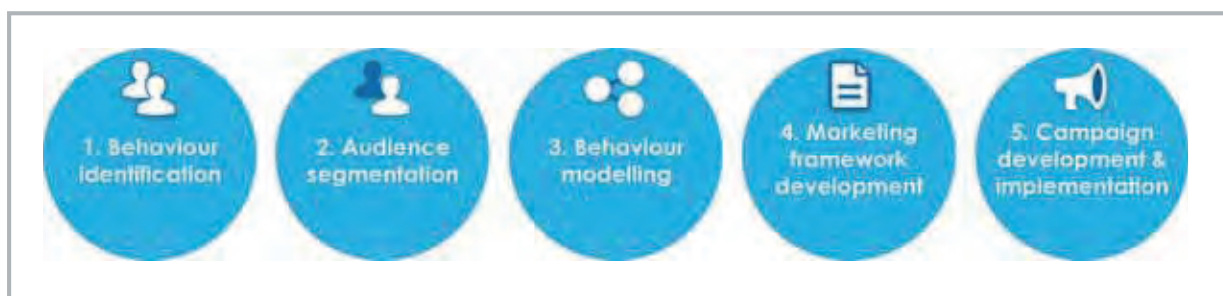 1. Behaviour
identification
2. Audience
segmentation
3. Behaviour
modelling
4. Marketing
framework
development
5. Campaign
development &
implementation